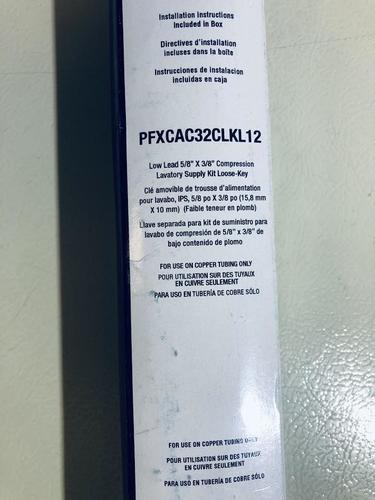 Installation Instructions
Included in Box
Directives d'installation
incluses dans la boîte
Instrucciones de Instalacion
incluidas en caja
PFXCAC32CLKL12
Low Lead 5/8" X 3/8" Compression
Lavatory Supply Kit Loose-Key
Clé amovible de trousse d'alimentation
pour lavabo, IPS, 5/8 po X 3/8 po (15,8 mm
X 10 mm) (Faible teneur en plomb)
Llave separada para kit de suministro para
lavabo de compresión de 5/8" x 3/8" de
bajo contenido de plomo
FOR USE ON COPPER TUBING ONLY
POUR UTILISATION SUR DES TUYAUX
EN CUIVRE SEULEMENT
PARA USO EN TUBERÍA DE COBRE SÓLO
FOR USE ON COPPER TUBING ONLY
POUR UTILISATION SUR DES TUYAUX
EN CUIVRE SEULEMENT
PARA USO EN TUBERÍA DE COBRE SÓLO